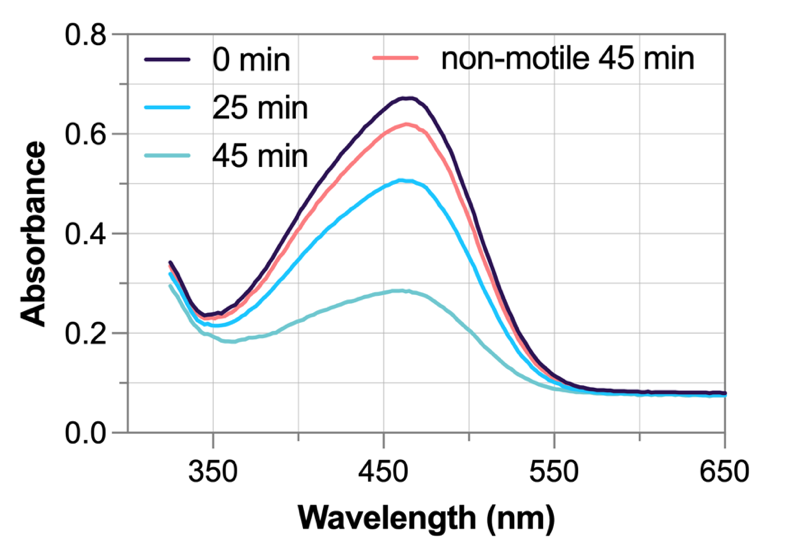 0.8
0 min
non-motile 45 min
25 min
0.6
45 min
0.4
0.2
0.0
Absorbance
350
450
550
650
Wavelength (nm)